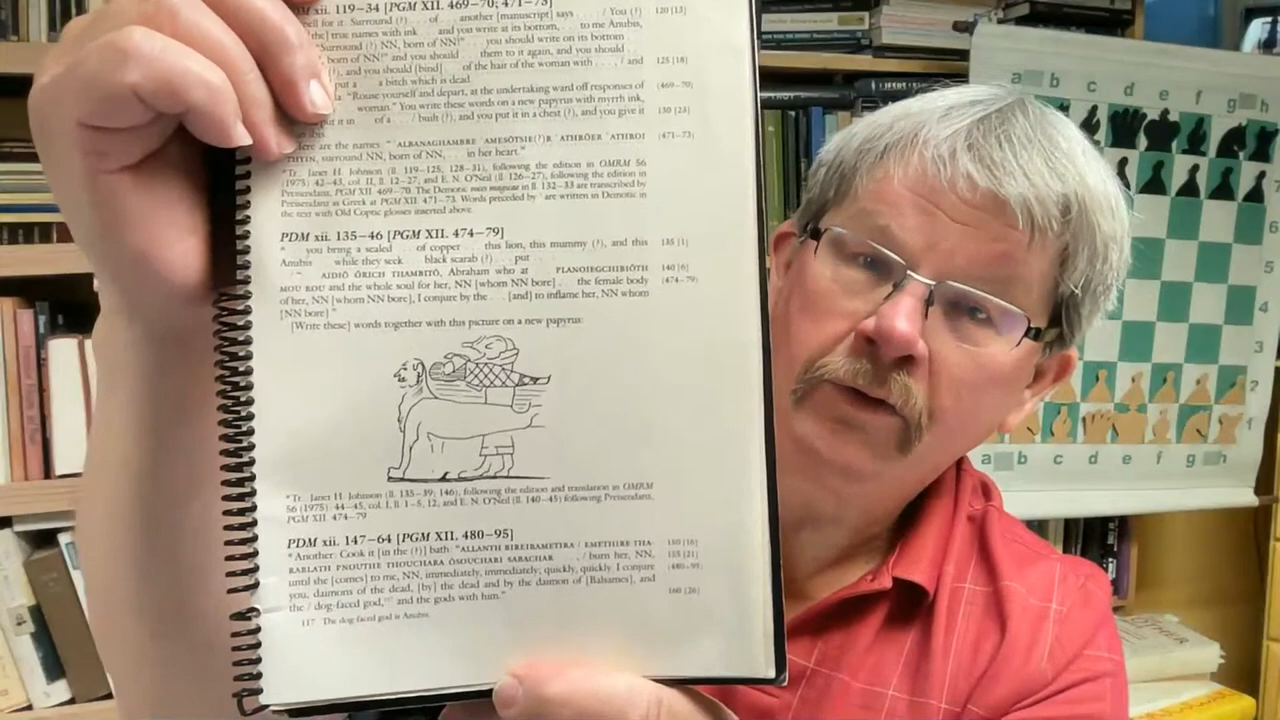 PDM xii. 119–34 [PGM XII. 469–70; 471–73]
spell for it: Surround (?) . . of . . . another [manuscript] says . . . / You (?) 120 [13]
the] true names with ink . . . and you write at its bottom, . . . to me Anubis,
"Surround (?) NN, born of NN!" . . . you should write on its bottom .
born of NN!" and you should . . . them to it again, and you should . .
(?), and you should [bind] . . . of the hair of the woman with . . . , / and 125 [18]
put a . . . a bitch which is dead.
"Rouse yourself and depart, at the undertaking ward off responses of (469–70)
woman." You write these words on a new papyrus with myrrh ink,
put it in . . of a . . . / built (?), and you put it in a chest (?), and you give it 130 [23]
Here are the names: "'ALBANAGHAMBRE 'AMESŌTSIE(?)R 'ATHRŌER 'ATHROI (471–73)
THYIN, surround NN, born of NN, . . . in her heart."
*Tr.: Janet H. Johnson (ll. 119–125, 128–31), following the edition in OMRM 56
(1975) 42–43, col. II, ll. 12–27, and E. N. O'Neil (ll. 126–27), following the edition in
Preisendanz, PGM XII. 469–70. The Demotic voces magicae in ll. 132–33 are transcribed by
Preisendanz as Greek at PGM XII. 471–73. Words preceded by ' are written in Demotic in
the text with Old Coptic glosses inserted above.
PDM xii. 135–46 [PGM XII. 474–79]
* . . you bring a sealed . . . of copper . . . this lion, this mummy (?), and this 135 [1]
Anubis . . . while they seek . . . black scarab (?) . . . put . . .
/ " . . AIDIŌ ŌRICH THAMBITŌ, Abraham who at . . . PLANOIEGCHIBIŌTH 140 [6]
MOU ROU and the whole soul for her, NN [whom NN bore] . . . the female body (474–79)
of her, NN [whom NN bore], I conjure by the . . . [and] to inflame her, NN whom
[NN bore]."
[Write these] words together with this picture on a new papyrus:
*Tr.: Janet H. Johnson (ll. 135–39; 146), following the edition and translation in OMRM
56 (1975) 44–45, col. I, ll. 1–5, 12; and E. N. O'Neil (ll. 140–45) following Preisendanz,
PGM XII. 474–79
PDM xii. 147–64 [PGM XII. 480–95]
*Another: Cook it [in the (?)] bath: "ALLANTH BIREIBAMETIRA / EMETHIRE THA- 150 [16]
RABLATH PNOUTHE THOUCHARA ŌSOUCHARI SABACHAR . . . , / burn her, NN, 155 [21]
until she [comes] to me, NN, immediately, immediately; quickly, quickly. I conjure (480–95)
you, daimons of the dead, [by] the dead and by the daimon of [Balsames], and
the / dog-faced god,¹¹⁷ and the gods with him." 160 [26]
117 The dog-faced god is Anubis.
a b c d e f g h
7
6
5
4
3
2
1
a b c d e f g h